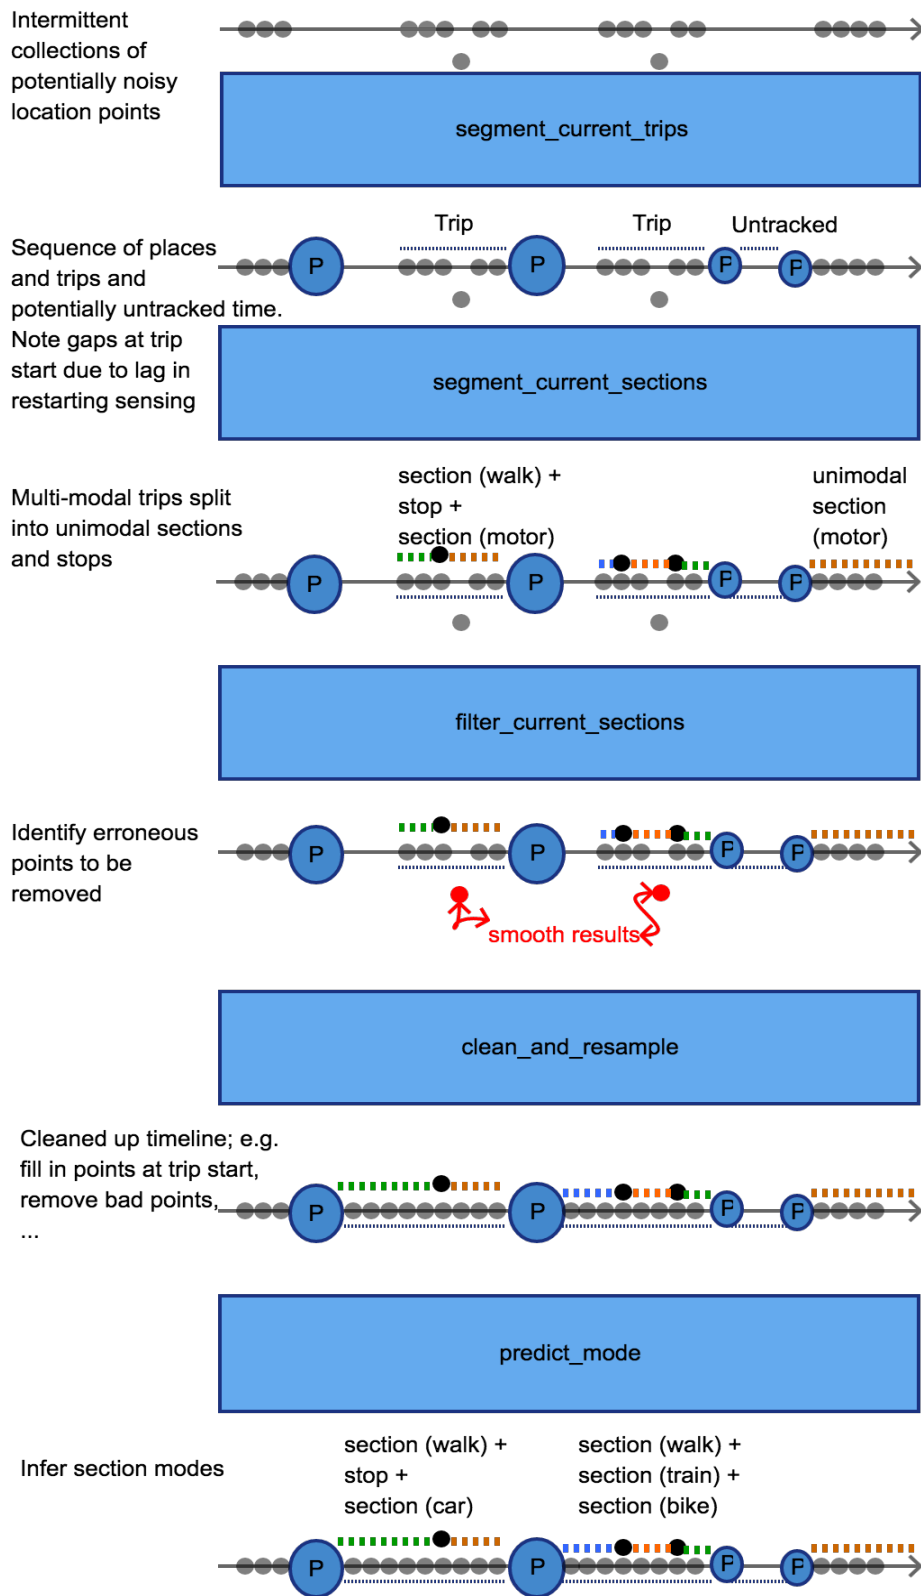 Intermittent
collections of
potentially noisy
location points
segment_current_trips
Trip
Trip
Untracked
Sequence of places
and trips and
potentially untracked time.
Note gaps at trip
start due to lag in
restarting sensing
P
P
P
P
segment_current_sections
Multi-modal trips split
into unimodal sections
and stops
section (walk) +
stop +
section (motor)
unimodal
section
(motor)
P
P
P
P
filter_current_sections
Identify erroneous
points to be
removed
P
P
P
P
smooth results
clean_and_resample
Cleaned up timeline; e.g.
fill in points at trip start,
remove bad points,
...
P
P
P
P
predict_mode
Infer section modes
section (walk) +
stop +
section (car)
section (walk) +
section (train) +
section (bike)
P
P
P
P